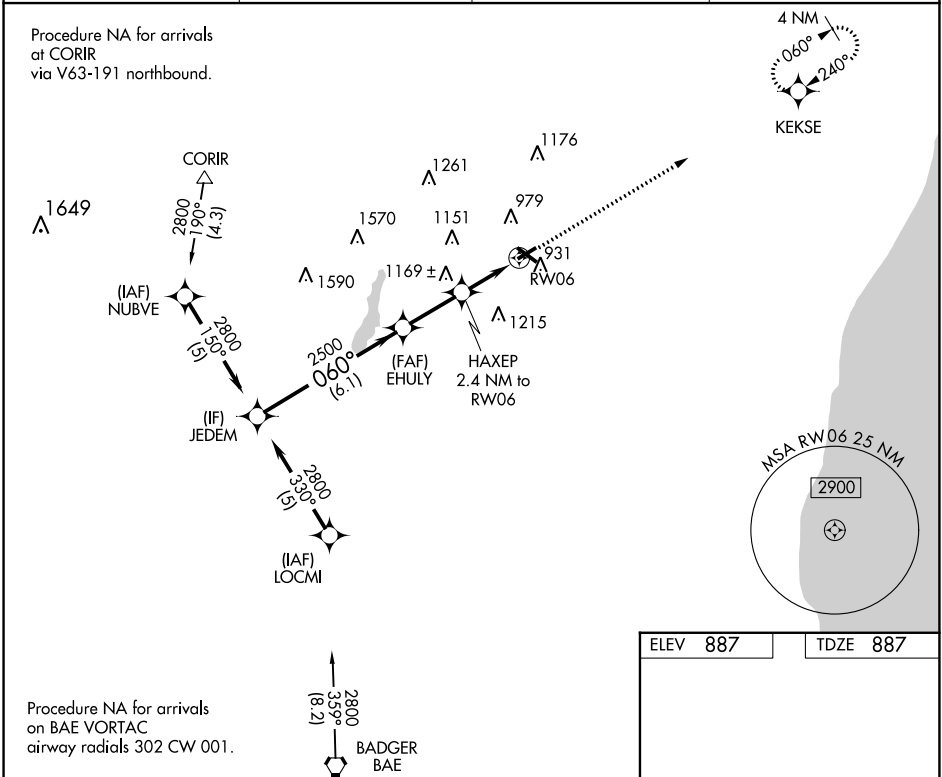 Procedure NA for arrivals
at CORIR
via V63-191 northbound.
4 NM
060°
240°
KEKSE
CORIR
2800
190°
(4.3)
1649
1261
1176
1570
1151
979
1590
1169 ±
931
RW06
1215
(IAF)
NUBVE
2800
150°
(5)
2500
060°
(6.1)
(FAF)
EHULY
HAXEP
2.4 NM to
RW06
(IF)
JEDEM
2800
330°
(5)
(IAF)
LOCMI
MSA RW06 25 NM
2900
ELEV 887
TDZE 887
2800
359°
(8.2)
BADGER
BAE
Procedure NA for arrivals
on BAE VORTAC
airway radials 302 CW 001.